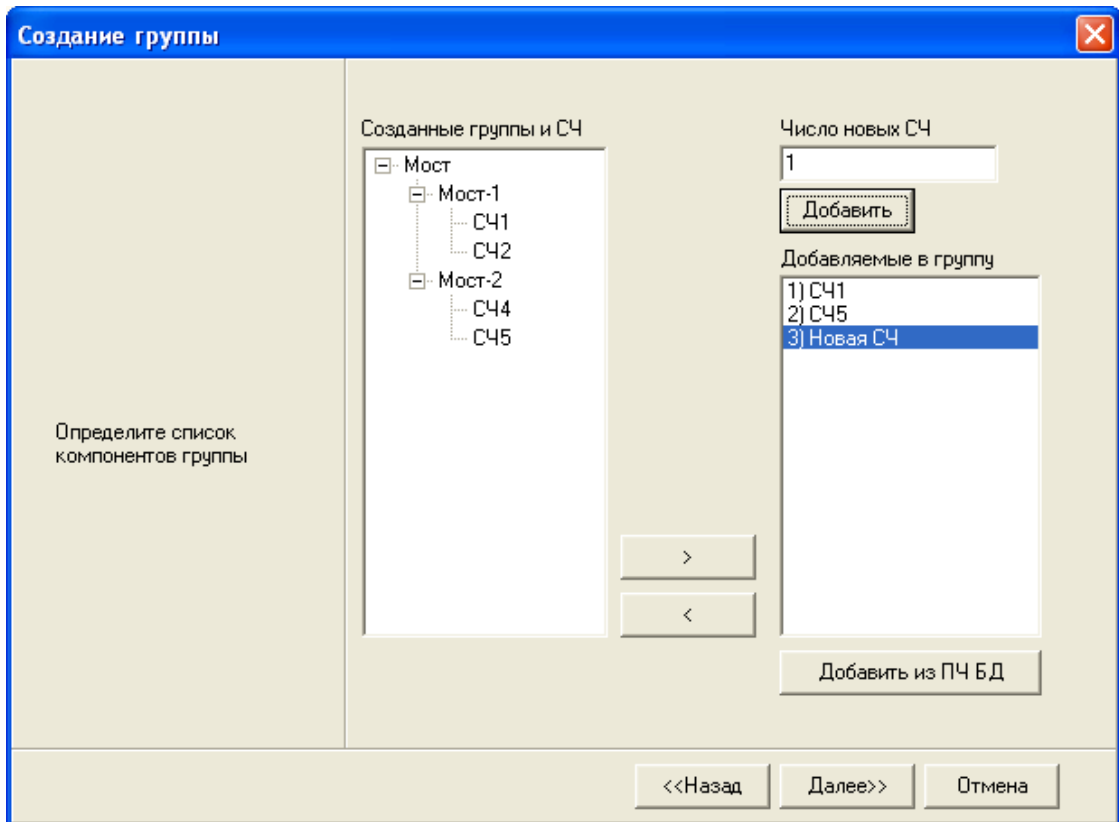 Создание группы
Созданные группы и СЧ
Мост
Мост-1
СЧ1
СЧ2
Мост-2
СЧ4
СЧ5
Число новых СЧ
1
Добавить
Добавляемые в группу
1) СЧ1
2) СЧ5
3) Новая СЧ
Определите список
компонентов группы
>
<
Добавить из ПЧ БД
<<Назад
Далее>>
Отмена